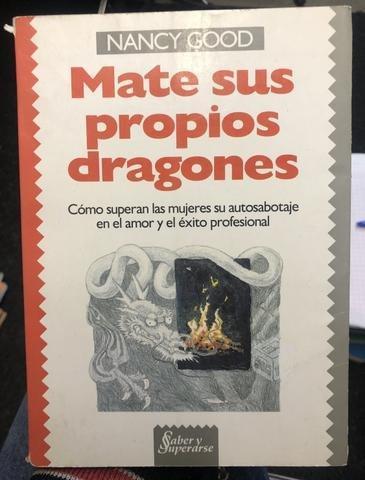 NANCY GOOD
Mate sus
propios
dragones
Cómo superan las mujeres su autosabotaje
en el amor y el éxito profesional
Saber y
Superarse